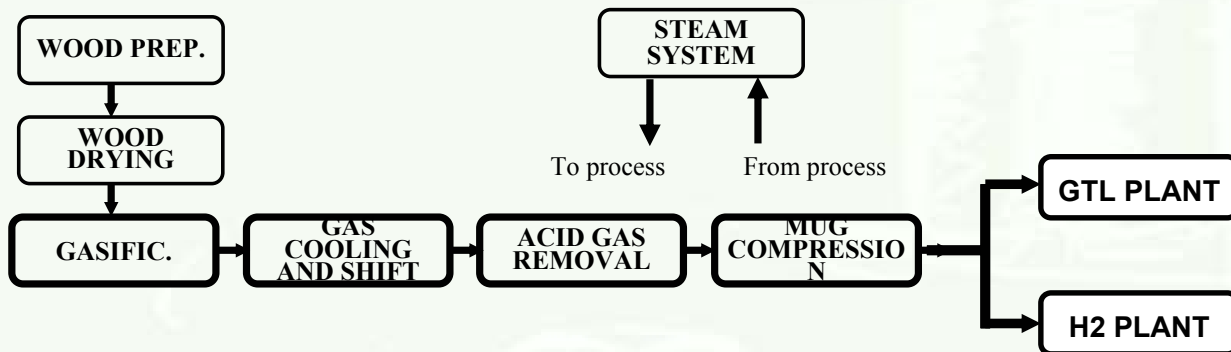 WOOD PREP.
STEAM
SYSTEM
WOOD
DRYING
To process
From process
GTL PLANT
GASIFIC.
GAS
COOLING
AND SHIFT
ACID GAS
REMOVAL
MUG
COMPRESSIO
N
H2 PLANT